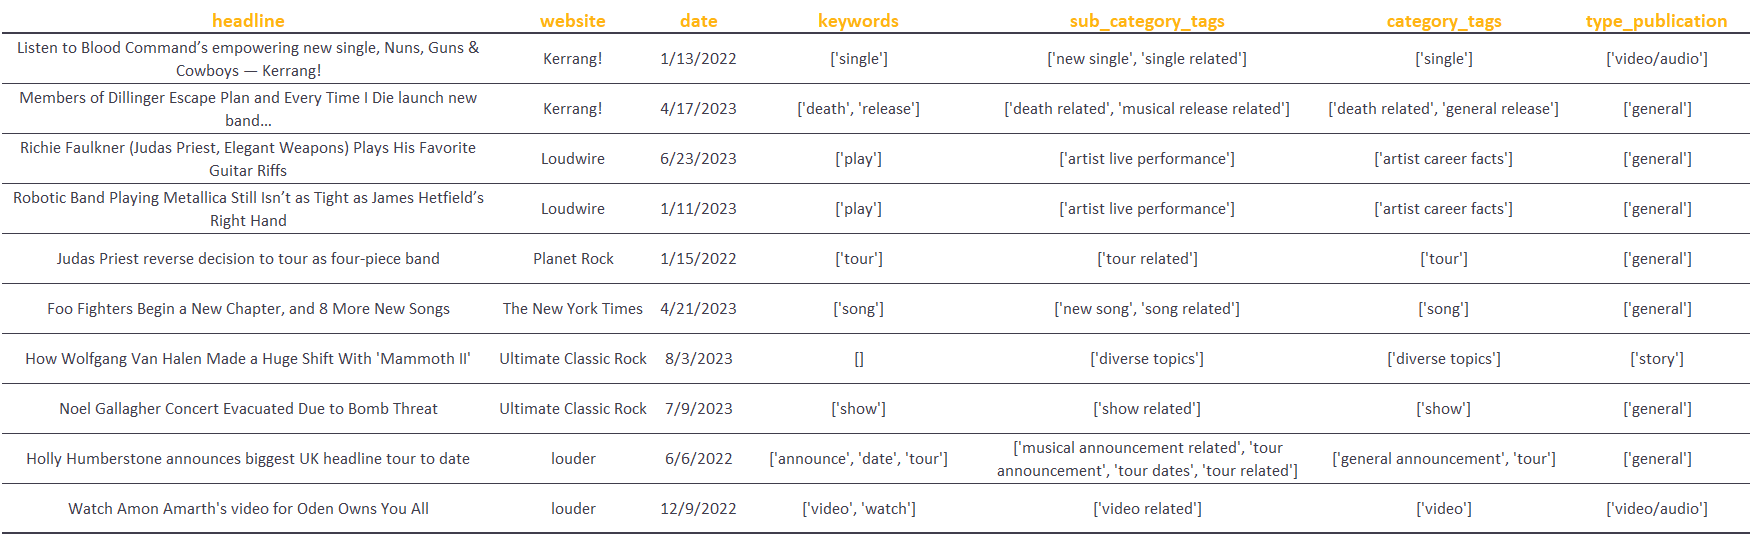 headline website date keywords sub_category_tags category_tags type_publication
Listen to Blood Command’s empowering new single, Nuns, Guns &
Cowboys — Kerrang! Kerrang! 1/13/2022 ['single'] ['new single', 'single related'] ['single'] ['video/audio']
Members of Dillinger Escape Plan and Every Time I Die launch new
band… Kerrang! 4/17/2023 ['death', 'release'] ['death related', 'musical release related'] ['death related', 'general release'] ['general']
Richie Faulkner (Judas Priest, Elegant Weapons) Plays His Favorite
Guitar Riffs Loudwire 6/23/2023 ['play'] ['artist live performance'] ['artist career facts'] ['general']
Robotic Band Playing Metallica Still Isn’t as Tight as James Hetfield’s
Right Hand Loudwire 1/11/2023 ['play'] ['artist live performance'] ['artist career facts'] ['general']
Judas Priest reverse decision to tour as four-piece band Planet Rock 1/15/2022 ['tour'] ['tour related'] ['tour'] ['general']
Foo Fighters Begin a New Chapter, and 8 More New Songs The New York Times 4/21/2023 ['song'] ['new song', 'song related'] ['song'] ['general']
How Wolfgang Van Halen Made a Huge Shift With 'Mammoth II' Ultimate Classic Rock 8/3/2023 [] ['diverse topics'] ['diverse topics'] ['story']
Noel Gallagher Concert Evacuated Due to Bomb Threat Ultimate Classic Rock 7/9/2023 ['show'] ['show related'] ['show'] ['general']
Holly Humberstone announces biggest UK headline tour to date louder 6/6/2022 ['announce', 'date', 'tour'] ['musical announcement related', 'tour
announcement', 'tour dates', 'tour related'] ['general announcement', 'tour'] ['general']
Watch Amon Amarth's video for Oden Owns You All louder 12/9/2022 ['video', 'watch'] ['video related'] ['video'] ['video/audio']